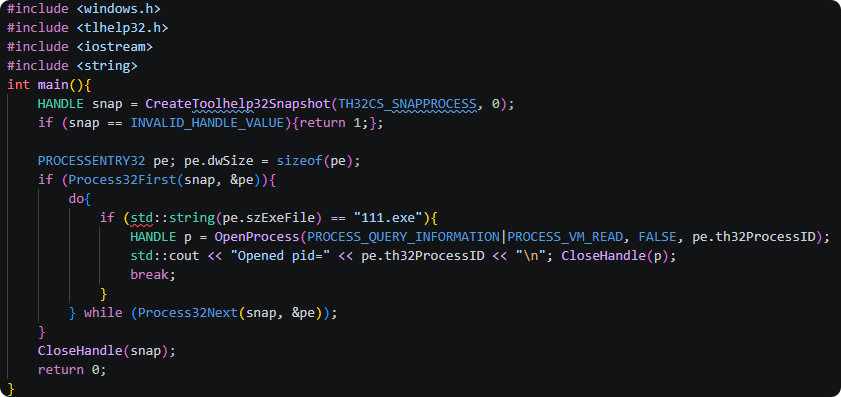 #include <windows.h>
#include <tlhelp32.h>
#include <iostream>
#include <string>
int main(){
    HANDLE snap = CreateToolhelp32Snapshot(TH32CS_SNAPPROCESS, 0);
    if (snap == INVALID_HANDLE_VALUE){return 1;};

    PROCESSENTRY32 pe; pe.dwSize = sizeof(pe);
    if (Process32First(snap, &pe)){
        do{
            if (std::string(pe.szExeFile) == "111.exe"){
                HANDLE p = OpenProcess(PROCESS_QUERY_INFORMATION|PROCESS_VM_READ, FALSE, pe.th32ProcessID);
                std::cout << "Opened pid=" << pe.th32ProcessID << "\n"; CloseHandle(p);
                break;
            }
        } while (Process32Next(snap, &pe));
    }
    CloseHandle(snap);
    return 0;
}